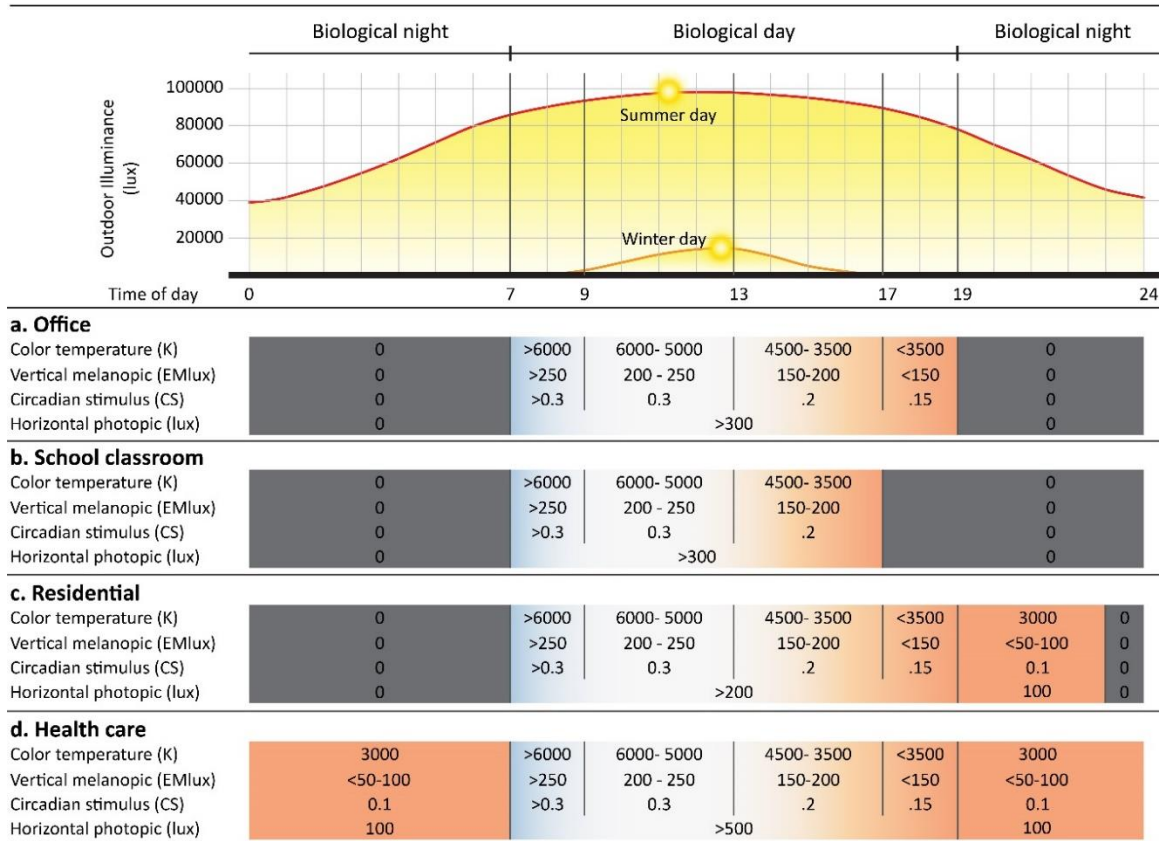 Biological night Biological day Biological night
Outdoor Illuminance
(lux)
100000
80000
60000
40000
20000
Summer day
Winter day
Time of day 0 7 9 13 17 19 24
a. Office
Color temperature (K) 0 >6000 6000- 5000 4500- 3500 <3500 0
Vertical melanopic (EMlux) 0 >250 200 - 250 150-200 <150 0
Circadian stimulus (CS) 0 >0.3 0.3 .2 .15 0
Horizontal photopic (lux) 0 >300 0
b. School classroom
Color temperature (K) 0 >6000 6000- 5000 4500- 3500 0
Vertical melanopic (EMlux) 0 >250 200 - 250 150-200 0
Circadian stimulus (CS) 0 >0.3 0.3 .2 0
Horizontal photopic (lux) 0 >300 0
c. Residential
Color temperature (K) 0 >6000 6000- 5000 4500- 3500 <3500 3000 0
Vertical melanopic (EMlux) 0 >250 200 - 250 150-200 <150 <50-100 0
Circadian stimulus (CS) 0 >0.3 0.3 .2 .15 0.1 0
Horizontal photopic (lux) 0 >200 100 0
d. Health care
Color temperature (K) 3000 >6000 6000- 5000 4500- 3500 <3500 3000
Vertical melanopic (EMlux) <50-100 >250 200 - 250 150-200 <150 <50-100
Circadian stimulus (CS) 0.1 >0.3 0.3 .2 .15 0.1
Horizontal photopic (lux) 100 >500 100